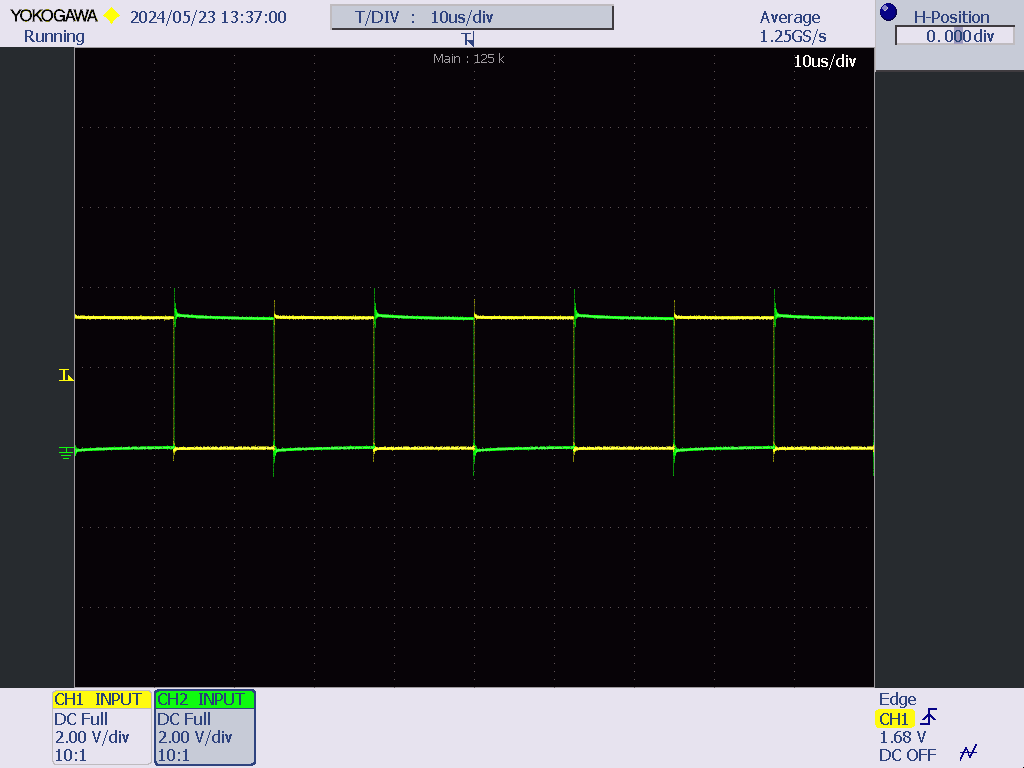 YOKOGAWA 2024/05/23 13:37:00
Running
T/DIV : 10us/div
Average
1.25GS/s
H-Position
0.000div
Main : 125 k
10us/div
T
T
CH1 INPUT
DC Full
2.00 V/div
10:1
CH2 INPUT
DC Full
2.00 V/div
10:1
Edge
CH1
1.68 V
DC OFF